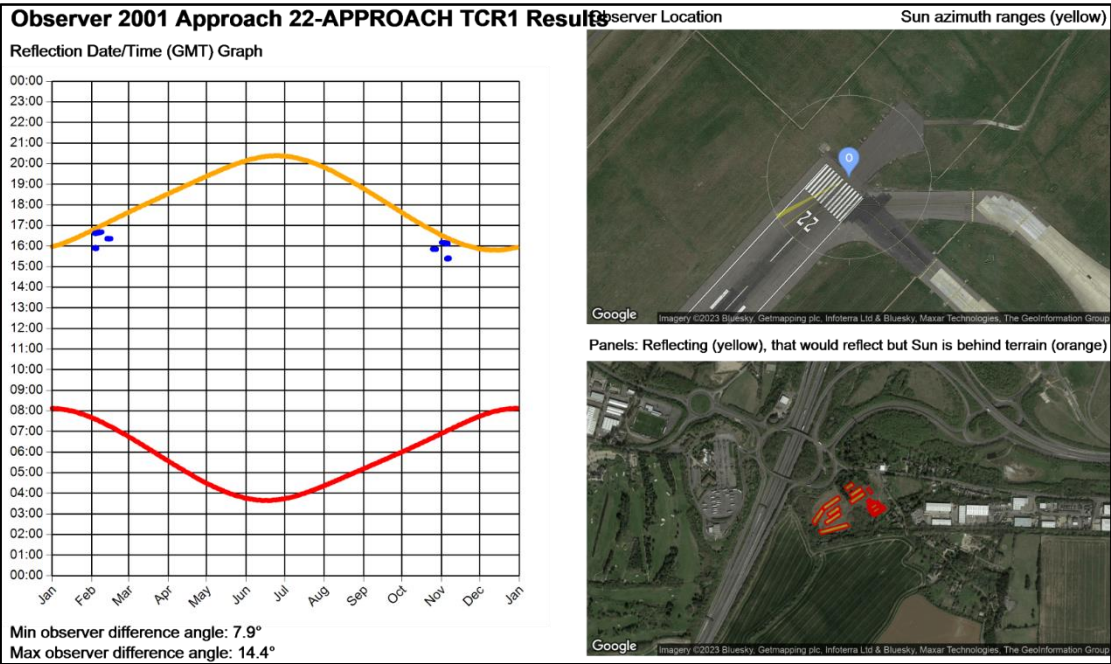 Observer 2001 Approach 22-APPROACH TCR1 Results
Observer Location
Sun azimuth ranges (yellow)
Reflection Date/Time (GMT) Graph
00:00
23:00
22:00
21:00
20:00
19:00
18:00
17:00
16:00
15:00
14:00
13:00
12:00
11:00
10:00
09:00
08:00
07:00
06:00
05:00
04:00
03:00
02:00
01:00
00:00
Jan Feb Mar Apr May Jun Jul Aug Sep Oct Nov Dec Jan
Min observer difference angle: 7.9°
Max observer difference angle: 14.4°
O
22
Google
Imagery ©2023 Bluesky, Getmapping plc, Infoterra Ltd & Bluesky, Maxar Technologies, The GeoInformation Group
Panels: Reflecting (yellow), that would reflect but Sun is behind terrain (orange)
Google
Imagery ©2023 Bluesky, Getmapping plc, Infoterra Ltd & Bluesky, Maxar Technologies, The GeoInformation Group